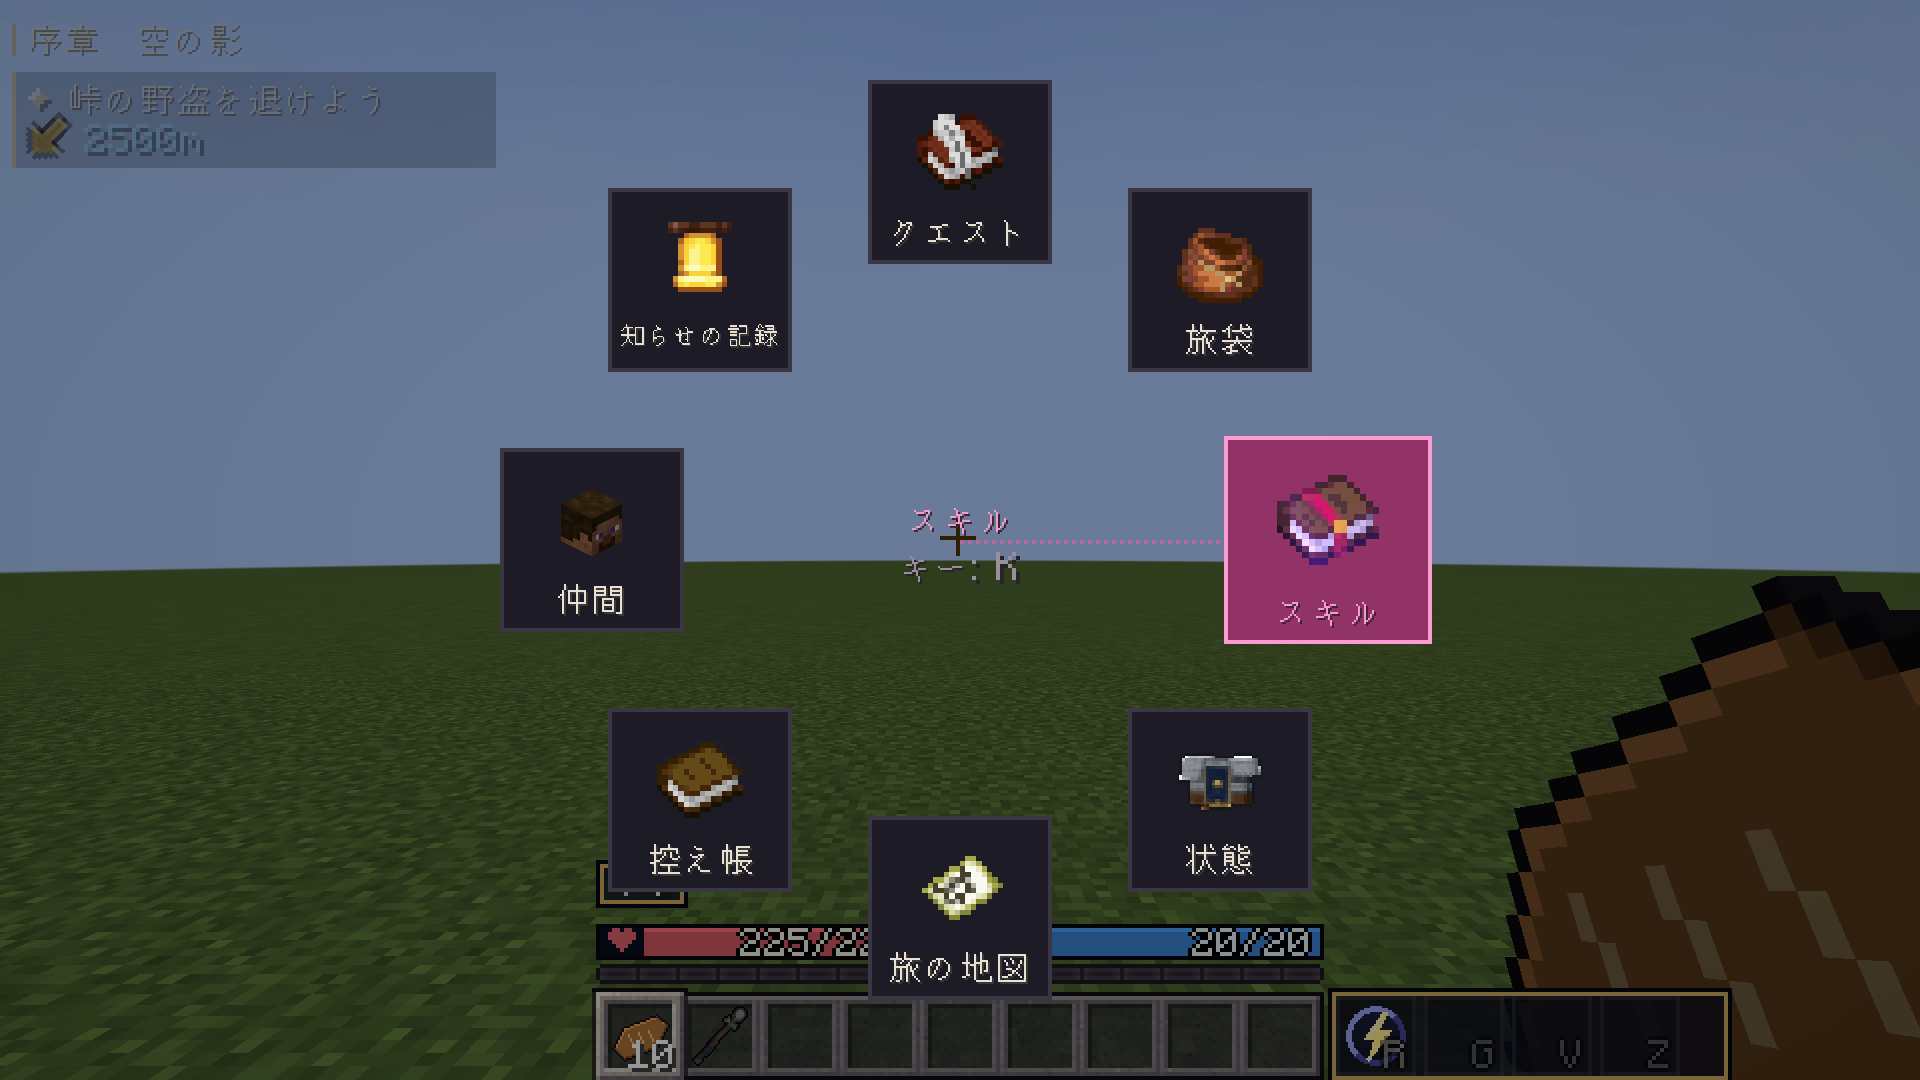 序章　空の影
峠の野盗を退けよう
2500m
クエスト
知らせの記録
旅袋
スキル
キー: K
仲間
スキル
控え帳
状態
旅の地図
225/22
20/20
10
R
G
V
Z